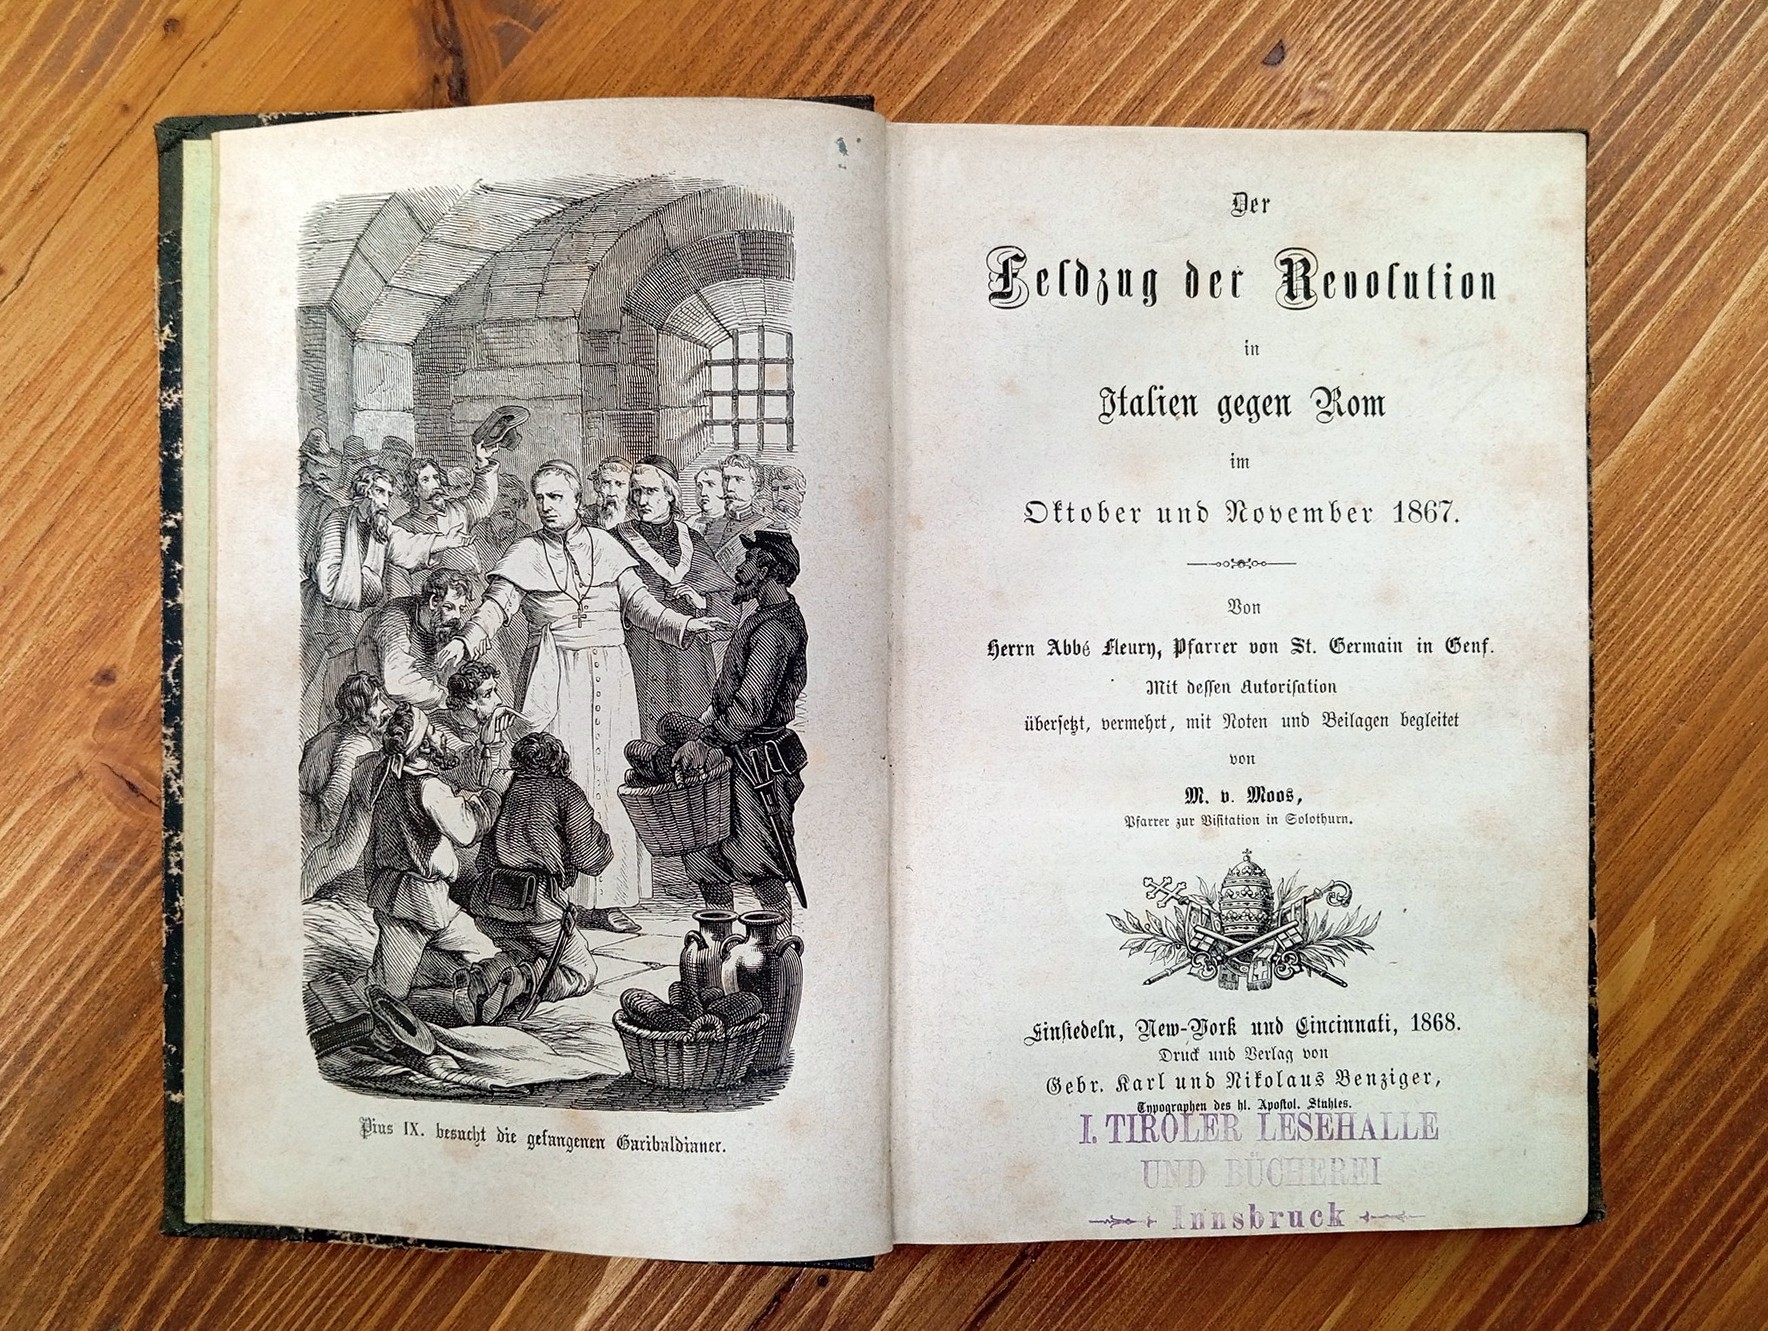 Pius IX. besucht die gefangenen Garibaldianer.
Der
Feldzug der Revolution
in
Italien gegen Rom
im
Oktober und November 1867.
Von
Herrn Abbé Fleury, Pfarrer von St. Germain in Genf.
Mit dessen Autorisation
übersetzt, vermehrt, mit Noten und Beilagen begleitet
von
M. v. Moos,
Pfarrer zur Visitation in Solothurn.
Einsiedeln, New-York und Cincinnati, 1868.
Druck und Verlag von
Gebr. Karl und Nikolaus Benziger,
Typographen des hl. Apostol. Stuhles.
I. TIROLER LESEHALLE
UND BÜCHEREI
Innsbruck